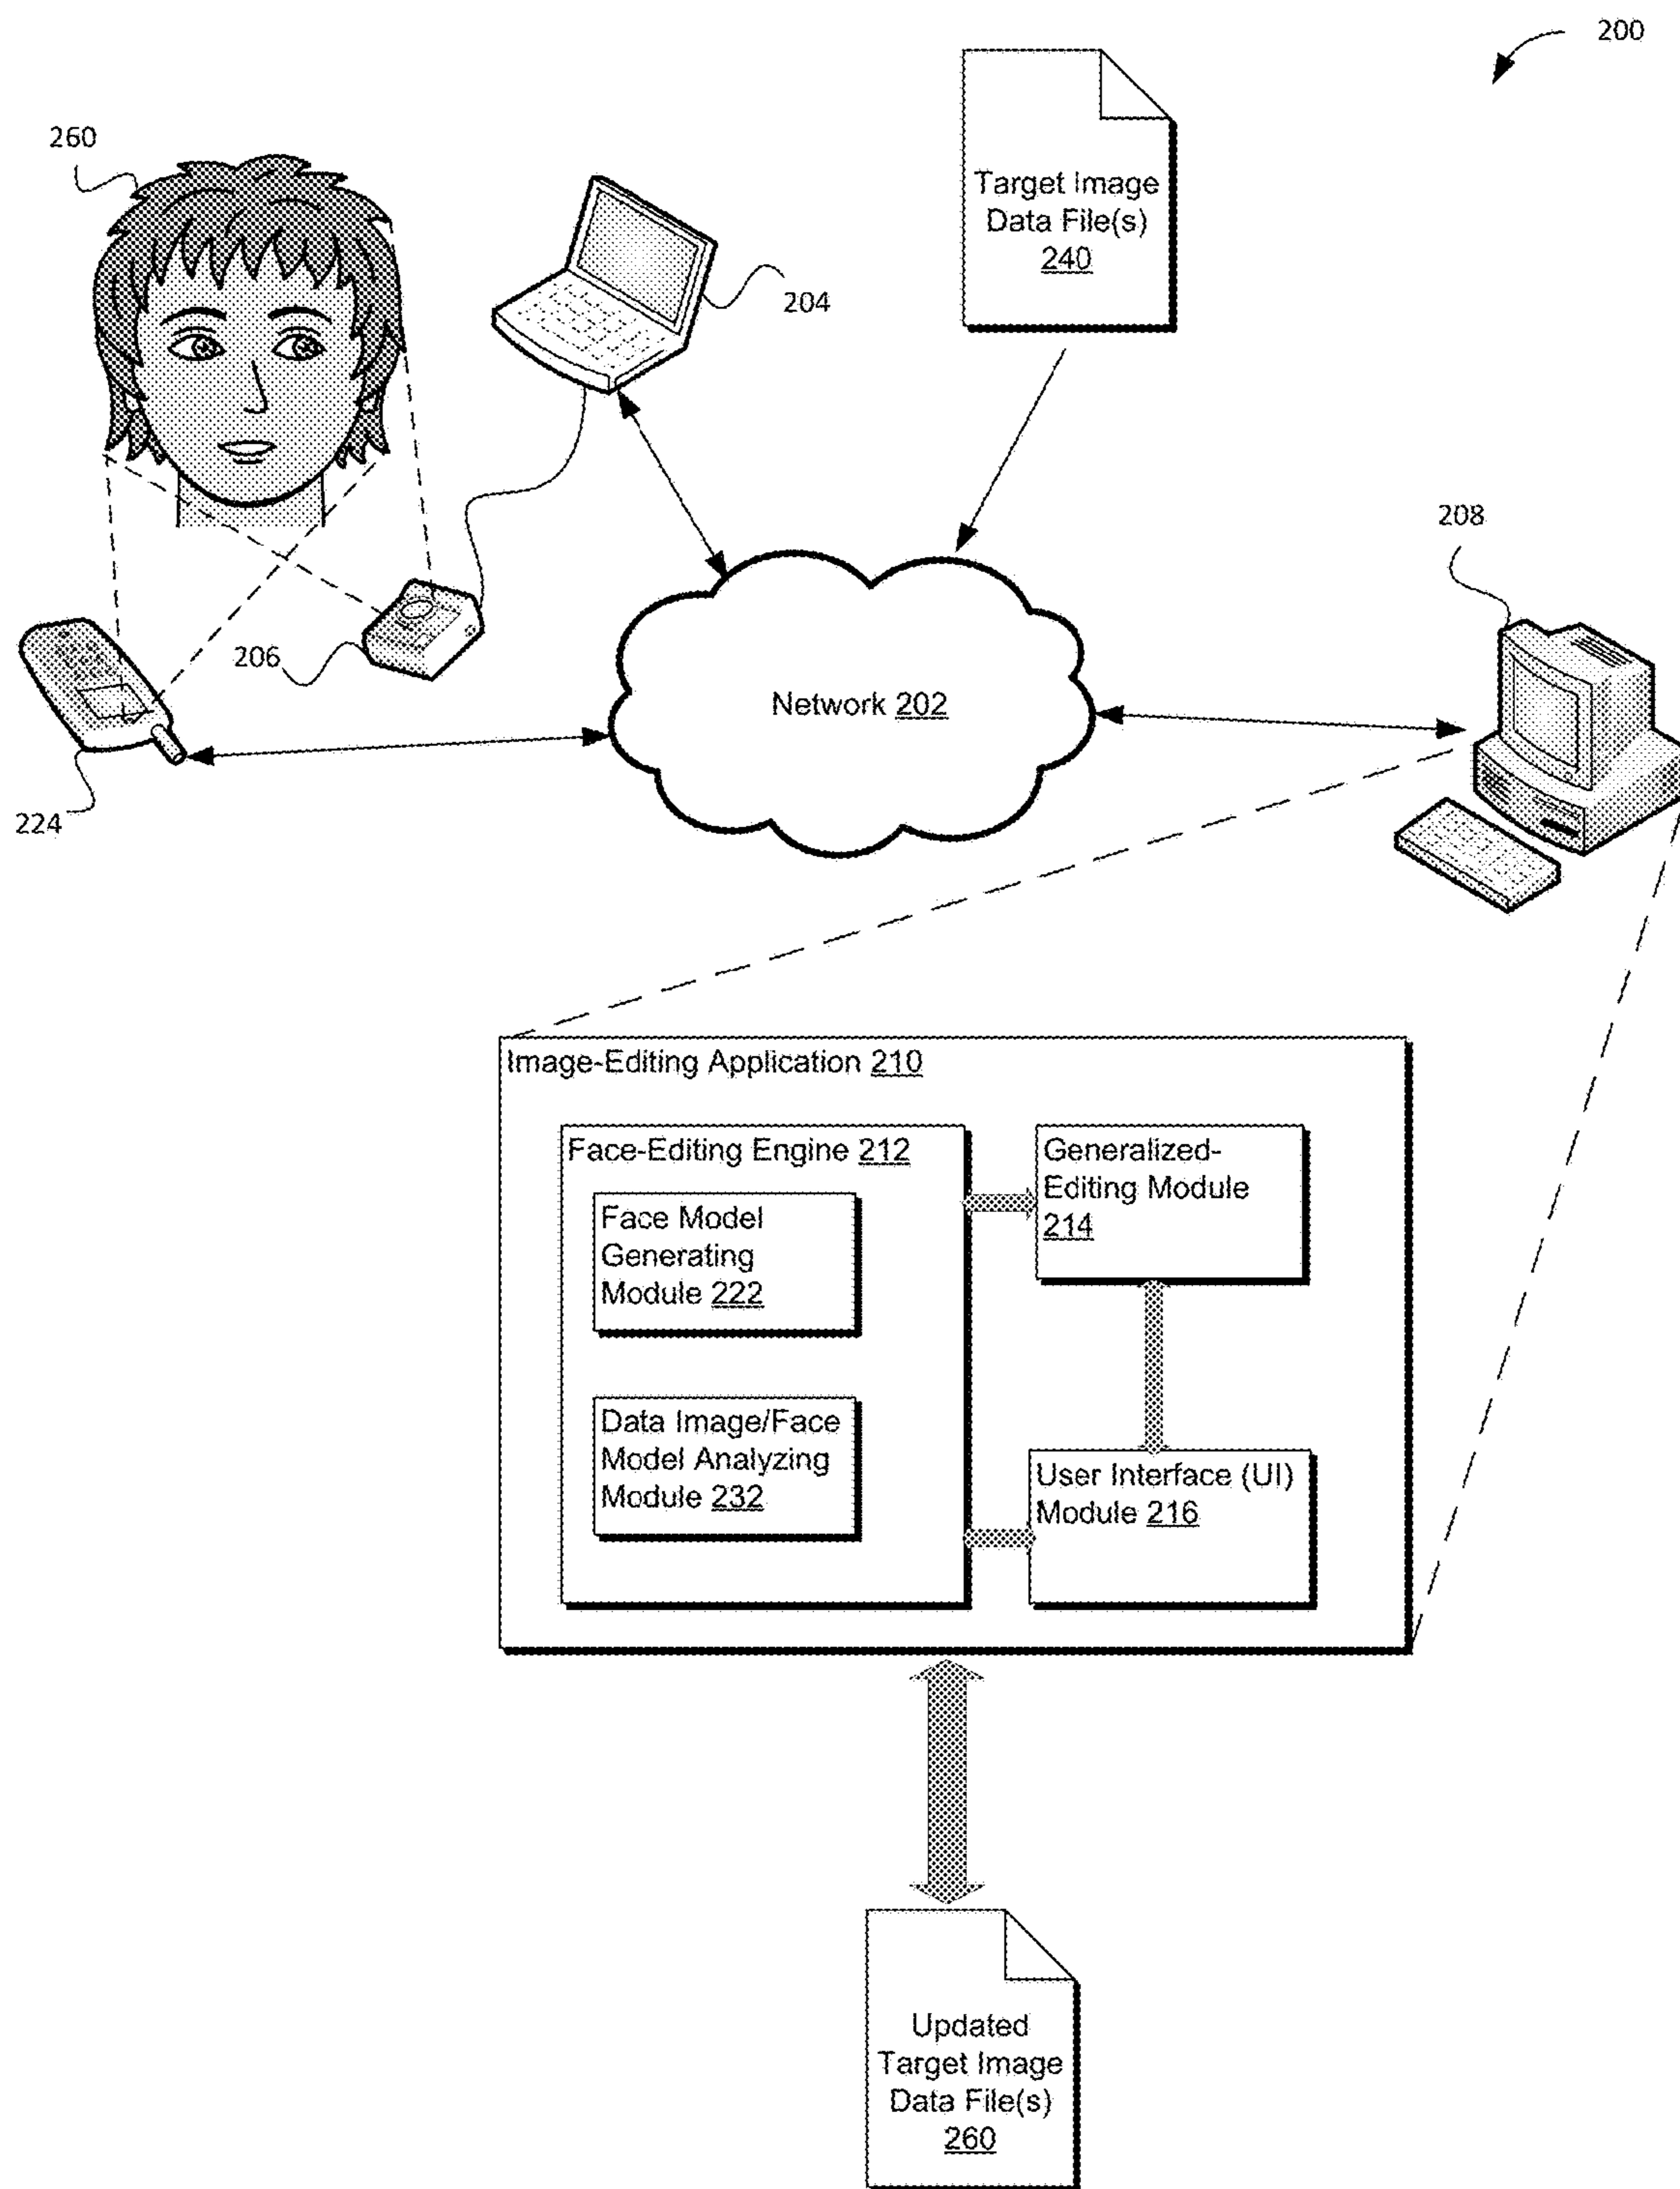 200
260
Target Image
Data File(s)
240
204
208
206
Network 202
224
Image-Editing Application 210
Face-Editing Engine 212
Face Model
Generating
Module 222
Data Image/Face
Model Analyzing
Module 232
Generalized-
Editing Module
214
User Interface (UI)
Module 216
Updated
Target Image
Data File(s)
260